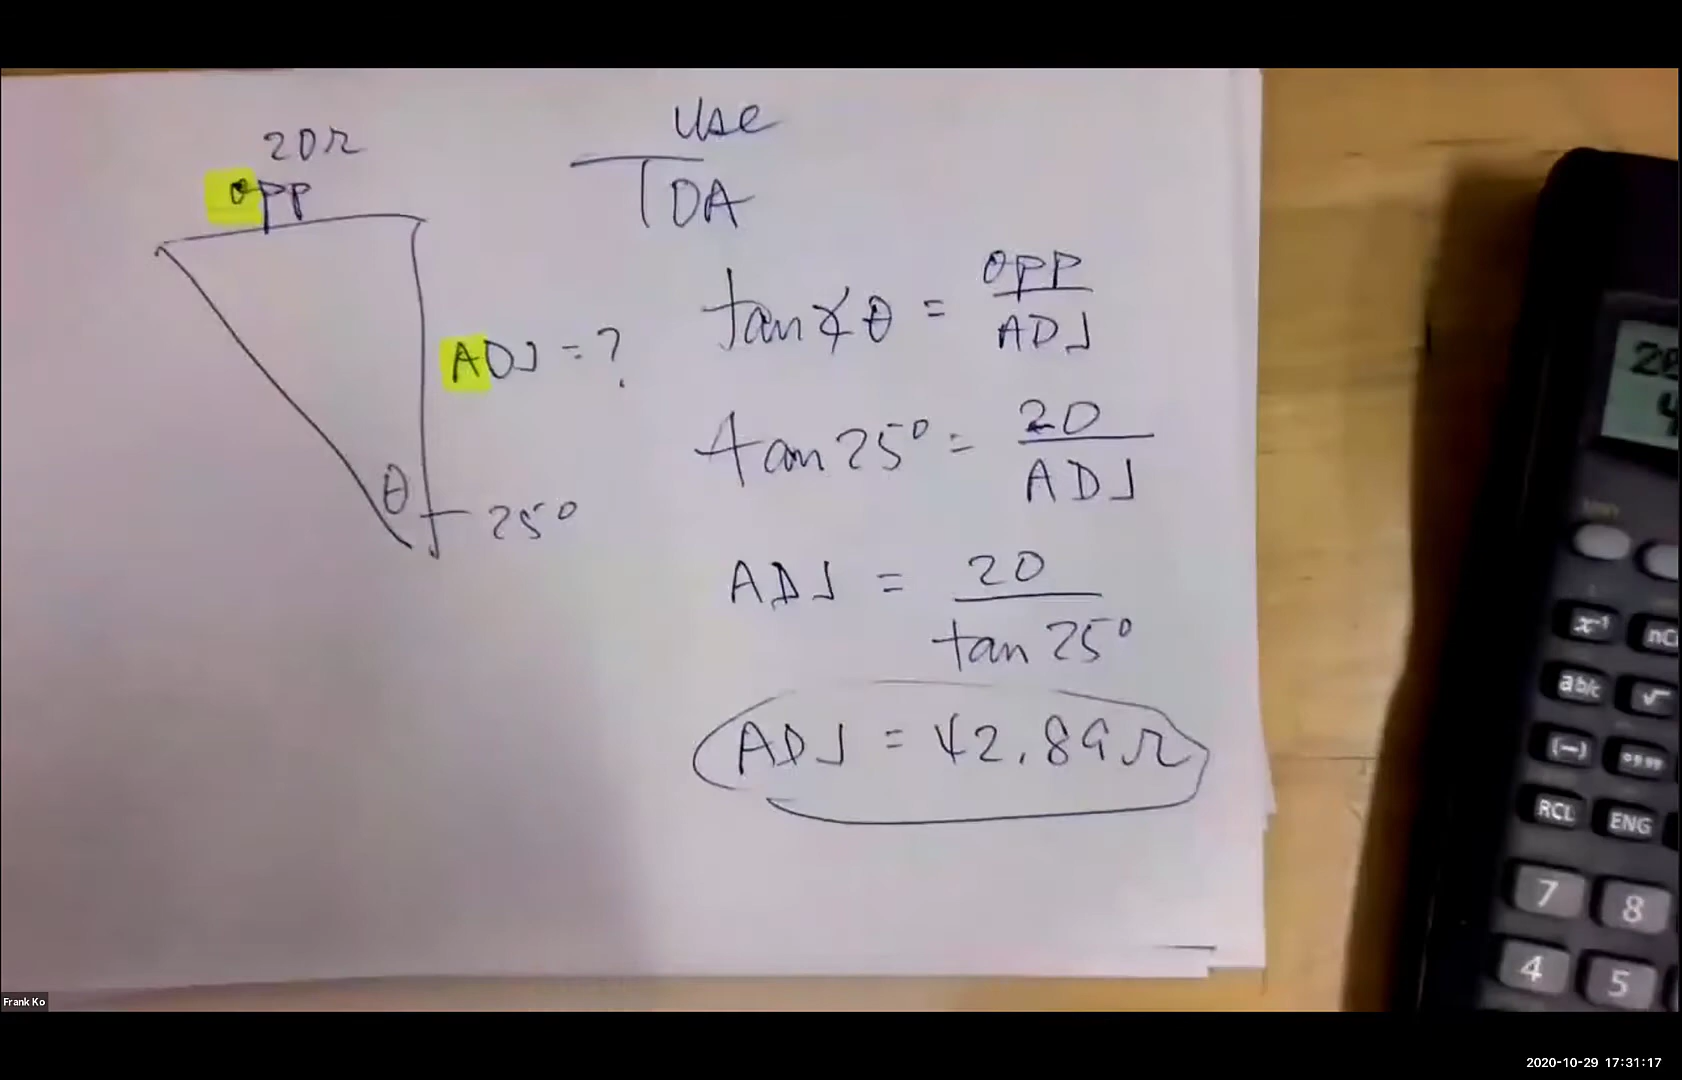 20Ω
OPP
ADJ = ?
θ
25°
Use
TOA
tan∡θ = OPP/ADJ
tan 25° = 20/ADJ
ADJ = 20/tan 25°
ADJ = 42.89Ω
x⁻¹
ab/c √
(−) °'"
RCL ENG
7 8
4 5
Frank Ko
2020-10-29 17:31:17